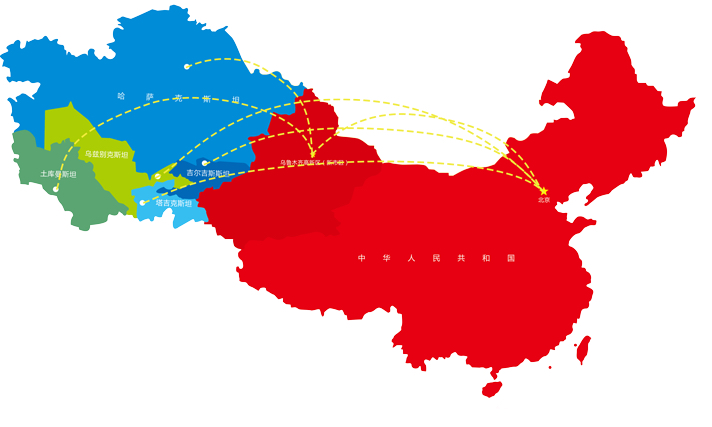 哈 萨 克 斯 坦
乌兹别克斯坦
乌鲁木齐高新区（新市区）
土库曼斯坦
吉尔吉斯斯坦
塔吉克斯坦
北京
中 华 人 民 共 和 国